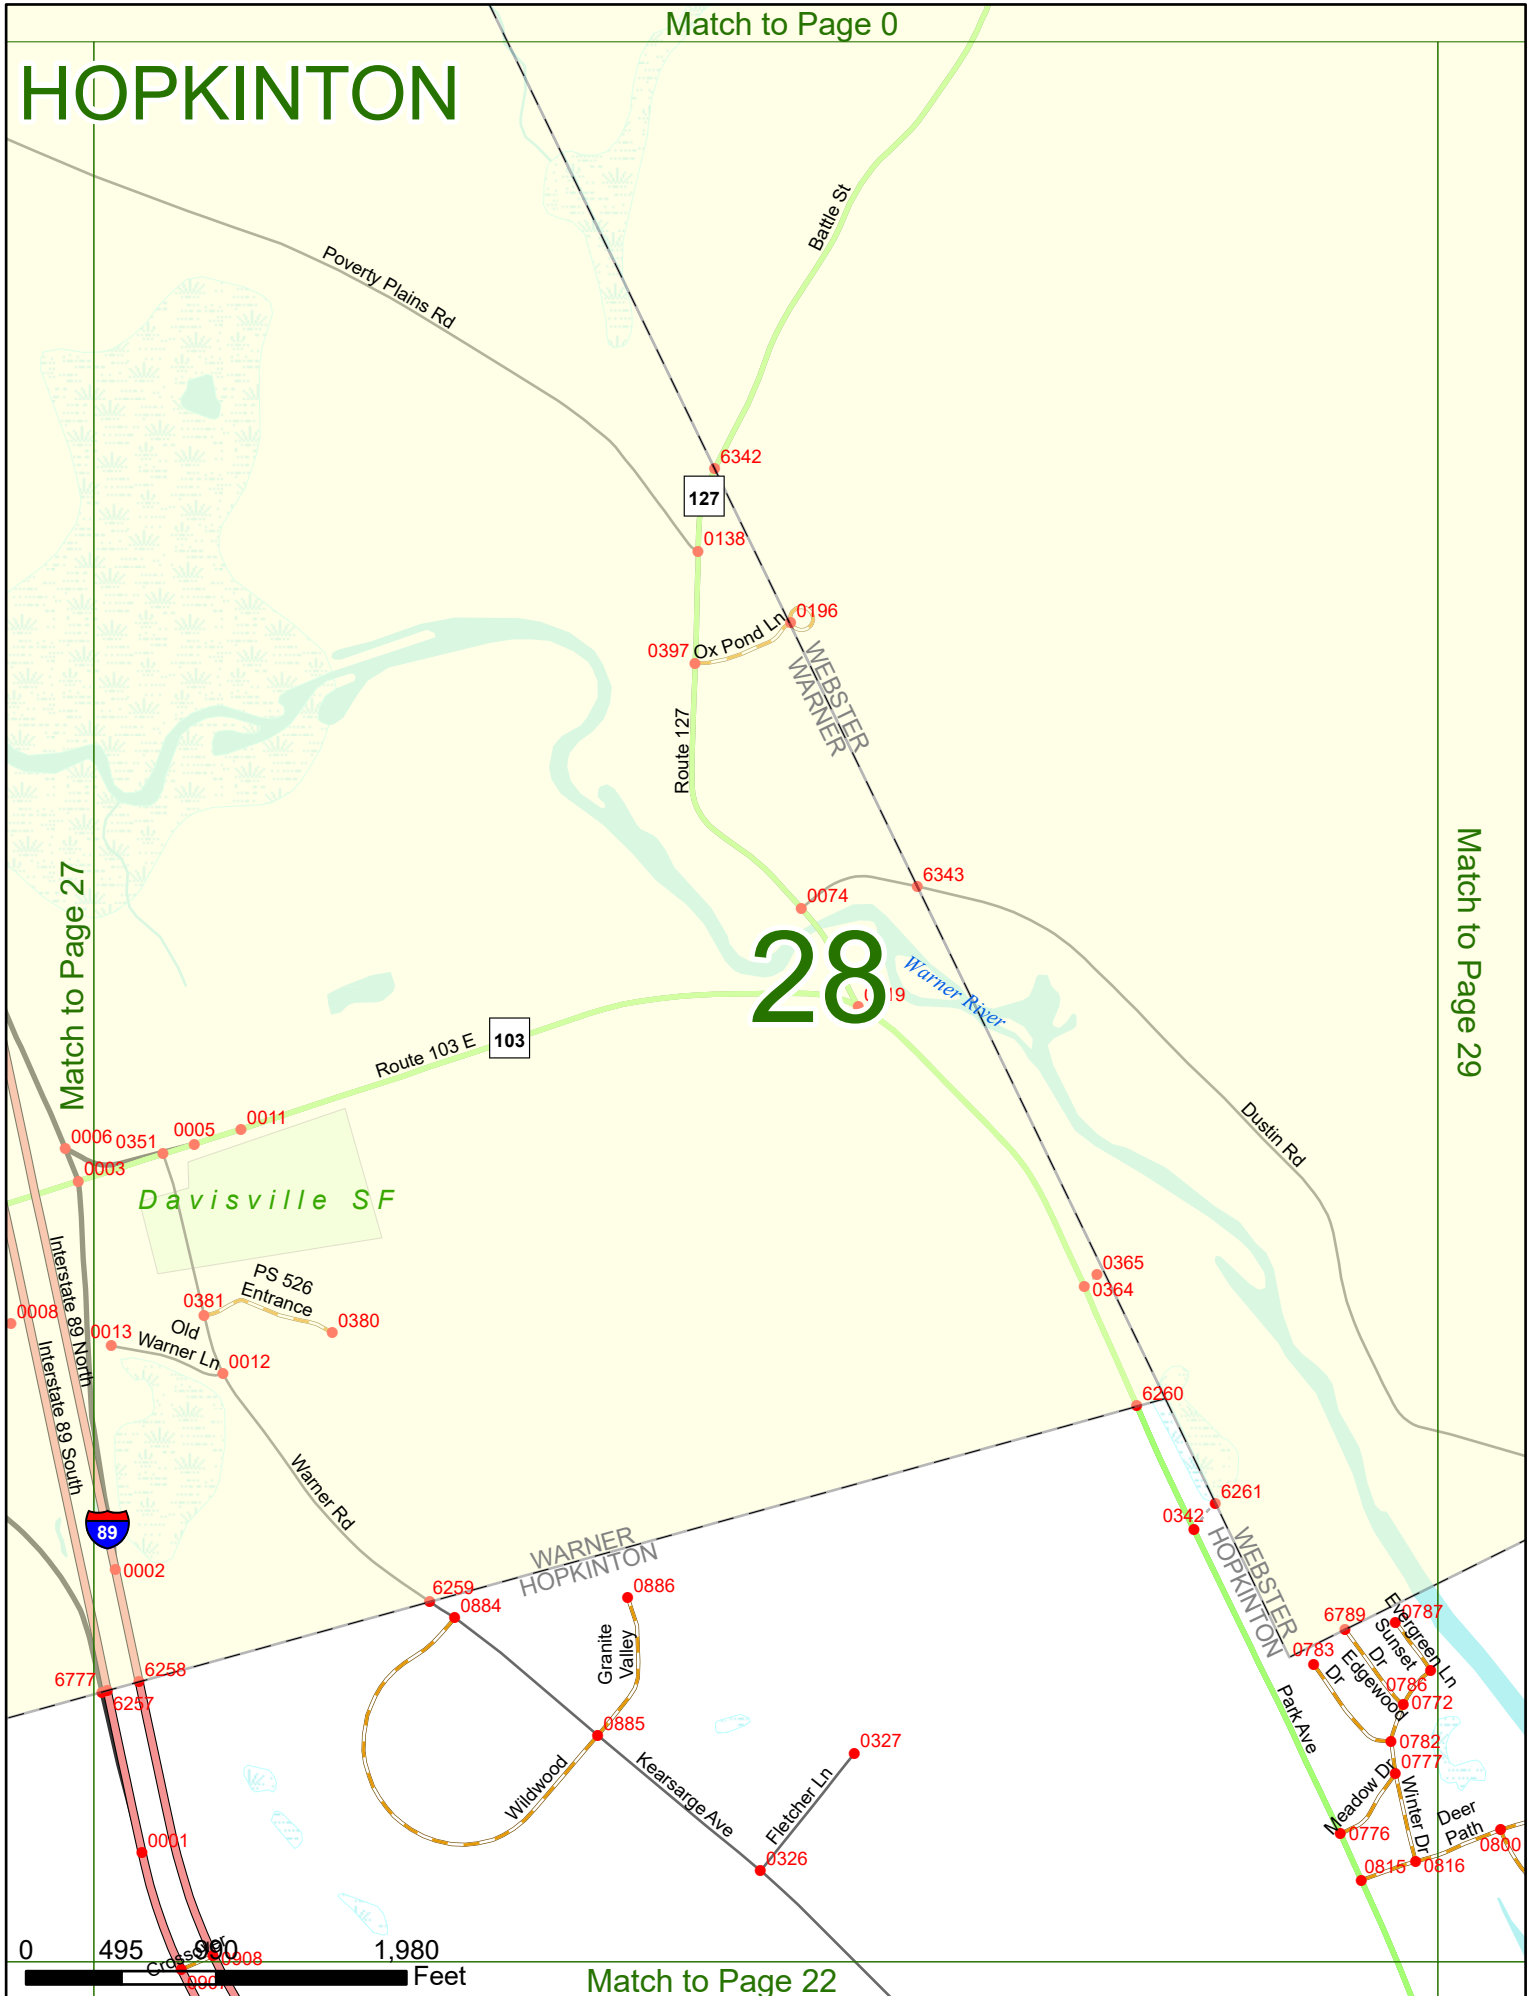 Match to Page 0
HOPKINTON
Battle St
Poverty Plains Rd
6342
127
0138
0196
Ox Pond Ln
0397
WEBSTER
WARNER
Route 127
Match to Page 27
Match to Page 29
6343
0074
28
Warner River
Route 103 E
103
Dustin Rd
0011
0005
0351
0006
0003
Davisville SF
Interstate 89 North
PS 526
Entrance
0365
0364
0381
0380
0008
0013
Old
Warner Ln
0012
Interstate 89 South
6260
Warner Rd
6261
0342
89
WARNER
HOPKINTON
WEBSTER
HOPKINTON
0002
6259
0884
0886
Granite
Valley
6789
0787
Evergreen Ln
Sunset
Dr
0783
Dr
Edgewood
0786
0772
6258
6777
6257
Park Ave
0885
0782
0327
0777
Kearsarge Ave
Wildwood
Fletcher Ln
Meadow Dr
Winter Dr
Deer
Path
0776
0800
0001
0326
0815
0816
0
495
990
1,980
Feet
Crossover
0908
0907
Match to Page 22